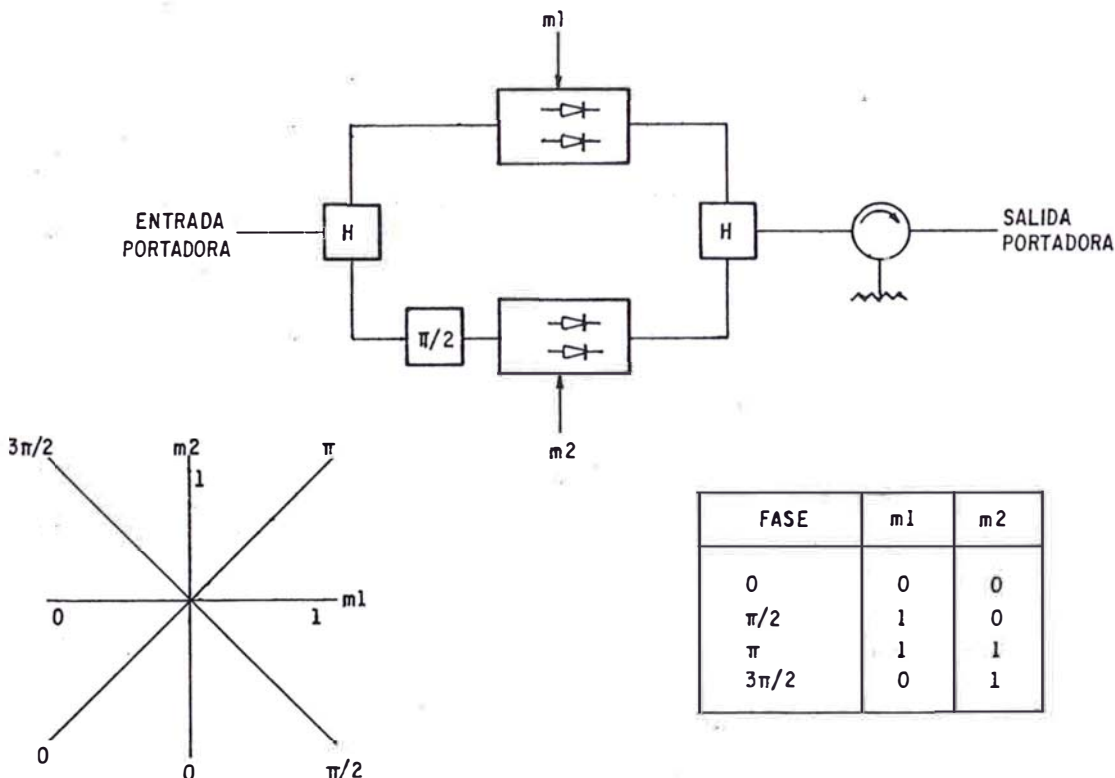 m1
ENTRADA
PORTADORA
H
H
SALIDA
PORTADORA
π/2
m2
3π/2
m2
1
π
0
1
m1
0
0
π/2
FASE m1 m2
0 0 0
π/2 1 0
π 1 1
3π/2 0 1